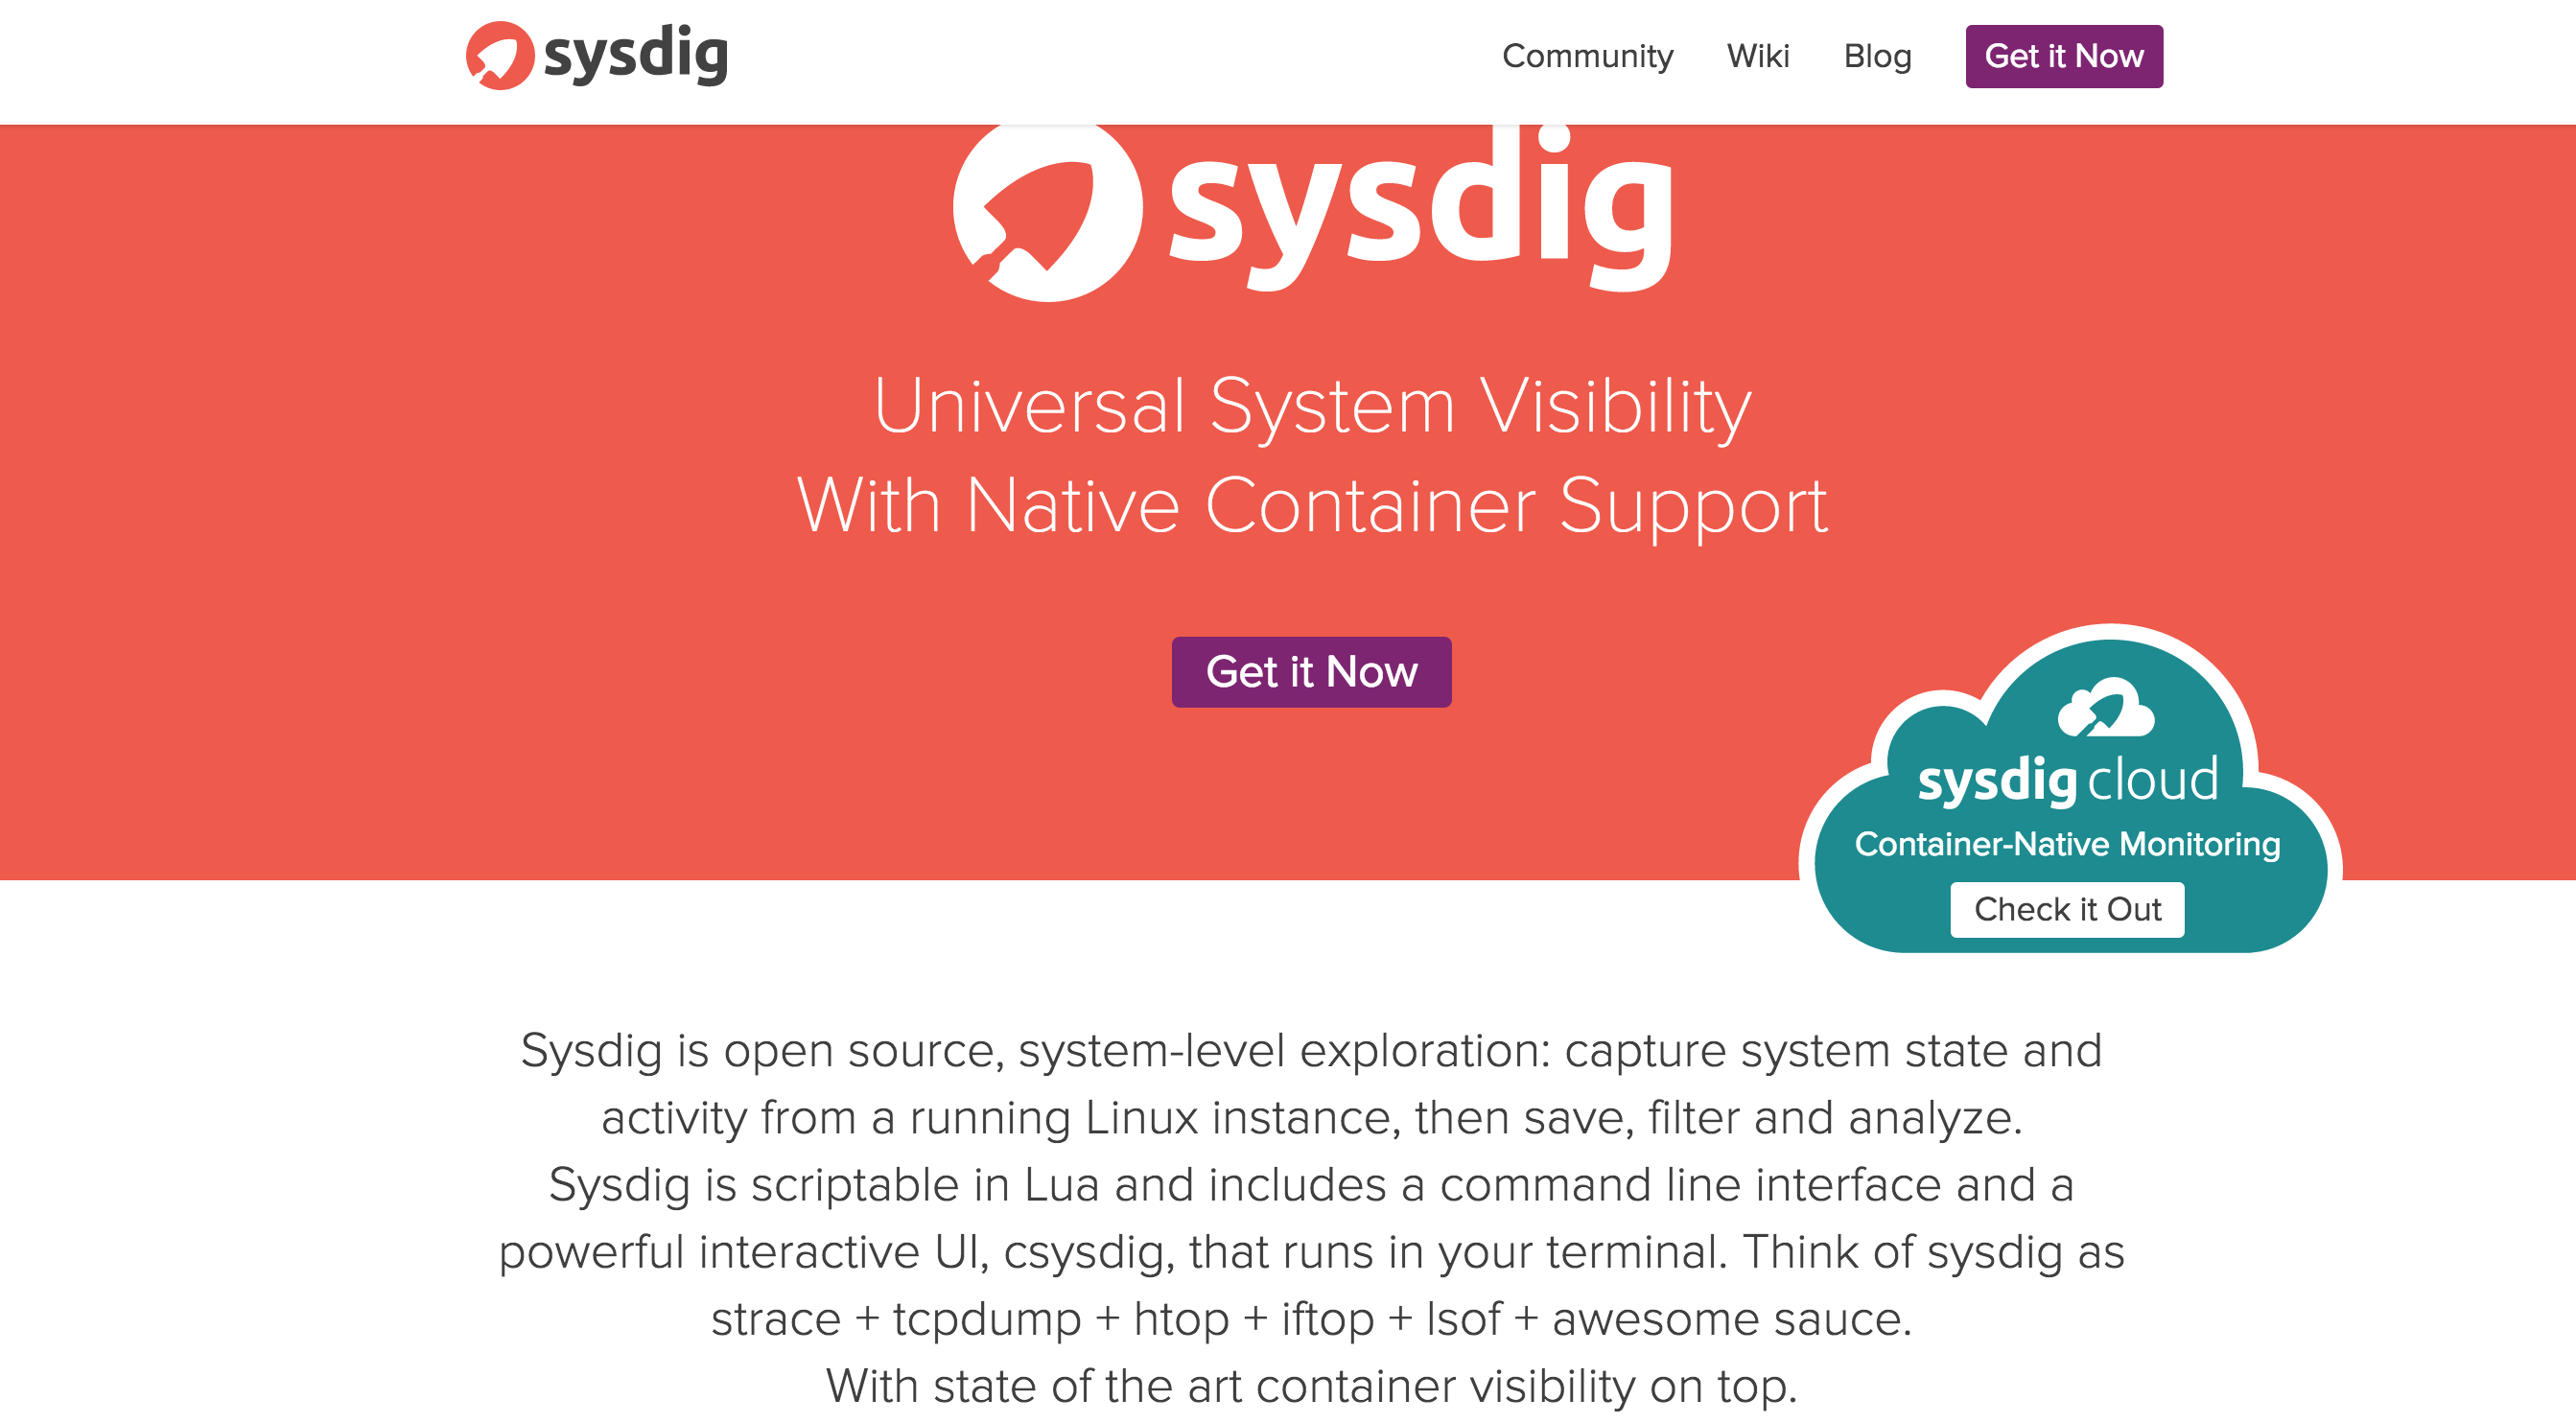 sysdig
Community
Wiki
Blog
Get it Now
sysdig
Universal System Visibility
With Native Container Support
Get it Now
sysdig cloud
Container-Native Monitoring
Check it Out
Sysdig is open source, system-level exploration: capture system state and
activity from a running Linux instance, then save, filter and analyze.
Sysdig is scriptable in Lua and includes a command line interface and a
powerful interactive UI, csysdig, that runs in your terminal. Think of sysdig as
strace + tcpdump + htop + iftop + lsof + awesome sauce.
With state of the art container visibility on top.